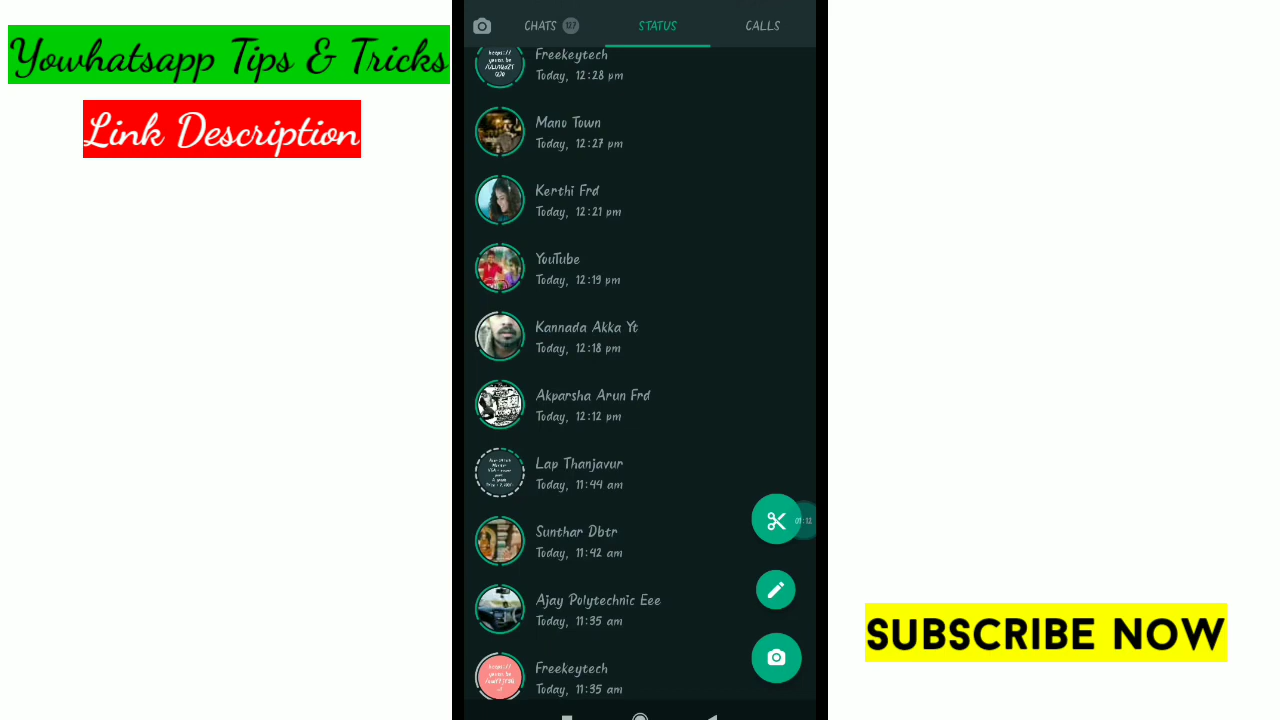 Yowhatsapp Tips & Tricks
Link Description
CHATS 127 STATUS CALLS
Freekeytech
Today, 12:28 pm
Mano Town
Today, 12:27 pm
Kerthi Frd
Today, 12:21 pm
YouTube
Today, 12:19 pm
Kannada Akka Yt
Today, 12:18 pm
Akparsha Arun Frd
Today, 12:12 pm
Lap Thanjavur
Today, 11:44 am
01:12
Sunthar Dbtr
Today, 11:42 am
Ajay Polytechnic Eee
Today, 11:35 am
Freekeytech
Today, 11:35 am
SUBSCRIBE NOW